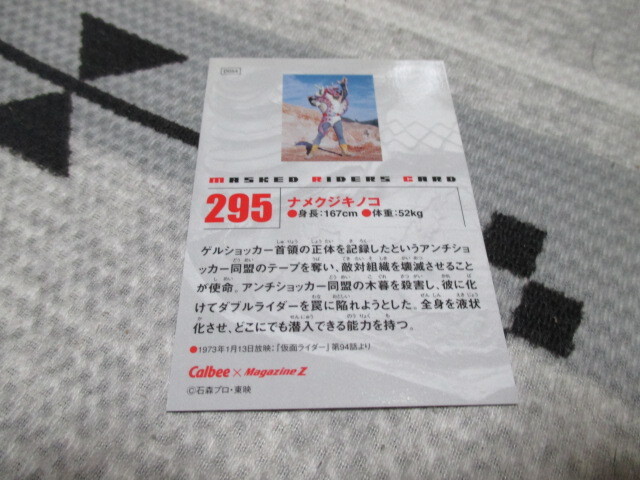 MASKED RIDERS CARD
295
ナメクジキノコ
●身長:167cm ●体重:52kg
ゲルショッカー首領の正体を記録したというアンチショ
ッカー同盟のテープを奪い、敵対組織を壊滅させること
が使命。アンチショッカー同盟の木暮を殺害し、彼に化
けてダブルライダーを罠に陥れようとした。全身を液状
化させ、どこにでも潜入できる能力を持つ。
●1973年1月13日放映:『仮面ライダー』第94話より
Calbee × Magazine Z
©石森プロ・東映